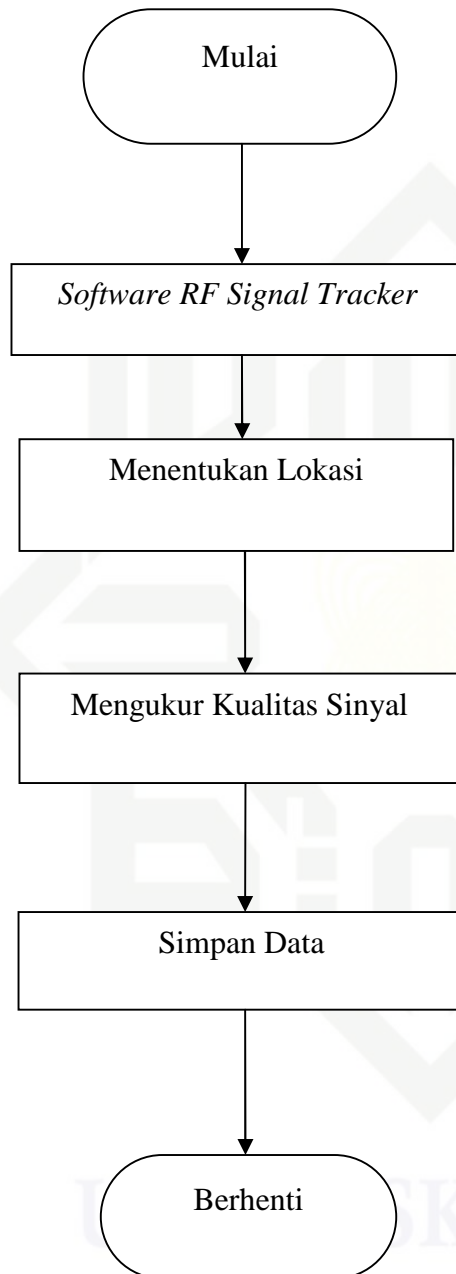 Mulai
Software RF Signal Tracker
Menentukan Lokasi
Mengukur Kualitas Sinyal
Simpan Data
Berhenti